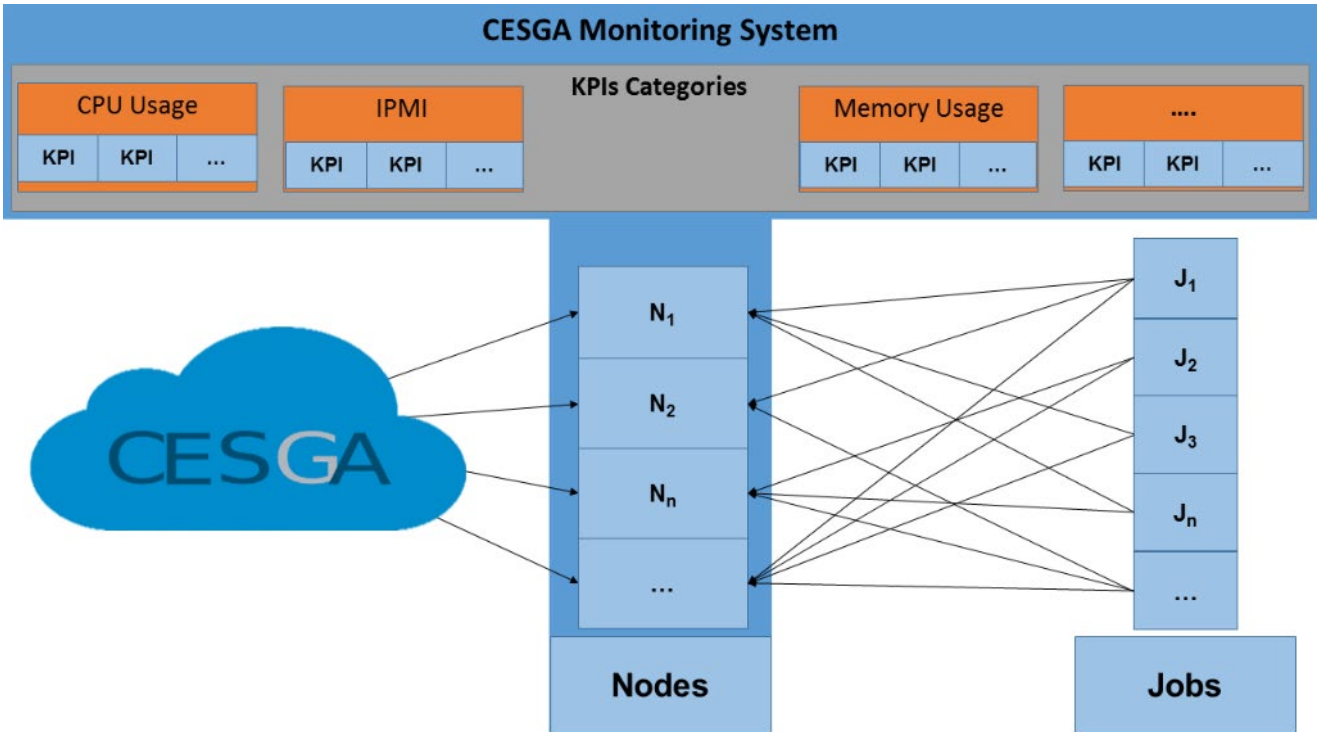 CESGA Monitoring System
KPIs Categories
CPU Usage
KPI KPI ...
IPMI
KPI KPI ...
Memory Usage
KPI KPI ...
....
KPI KPI ...
CESGA
N₁
N₂
Nₙ
...
Nodes
J₁
J₂
J₃
Jₙ
...
Jobs